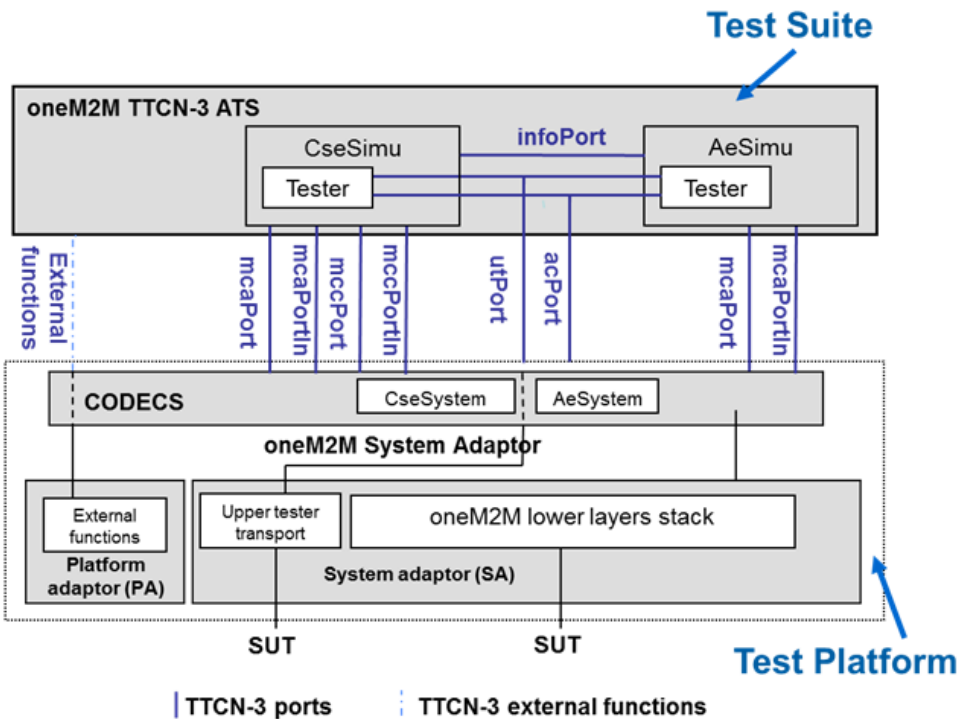 Test Suite
oneM2M TTCN-3 ATS
CseSimu
infoPort
AeSimu
Tester
Tester
External
functions
mcaPort
mcaPortIn
mccPort
mccPortIn
utPort
acPort
mcaPort
mcaPortIn
CODECS
CseSystem
AeSystem
oneM2M System Adaptor
External
functions
Platform
adaptor (PA)
Upper tester
transport
oneM2M lower layers stack
System adaptor (SA)
SUT
SUT
Test Platform
TTCN-3 ports
TTCN-3 external functions